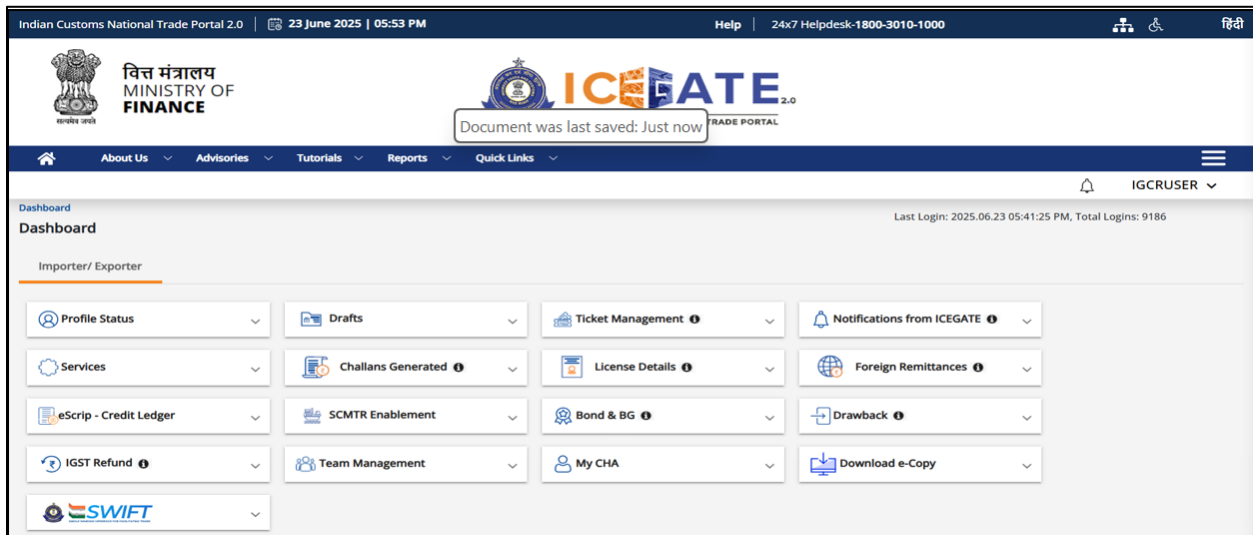 Indian Customs National Trade Portal 2.0 23 June 2025 | 05:53 PM Help 24x7 Helpdesk-1800-3010-1000 हिंदी
सत्यमेव जयते
वित्त मंत्रालय
MINISTRY OF
FINANCE
ICEGATE 2.0
TRADE PORTAL
Document was last saved: Just now
About Us Advisories Tutorials Reports Quick Links
IGCRUSER
Dashboard
Last Login: 2025.06.23 05:41:25 PM, Total Logins: 9186
Dashboard
Importer/ Exporter
Profile Status Drafts Ticket Management Notifications from ICEGATE
Services Challans Generated License Details Foreign Remittances
eScrip - Credit Ledger SCMTR Enablement Bond & BG Drawback
IGST Refund Team Management My CHA Download e-Copy
SWIFT